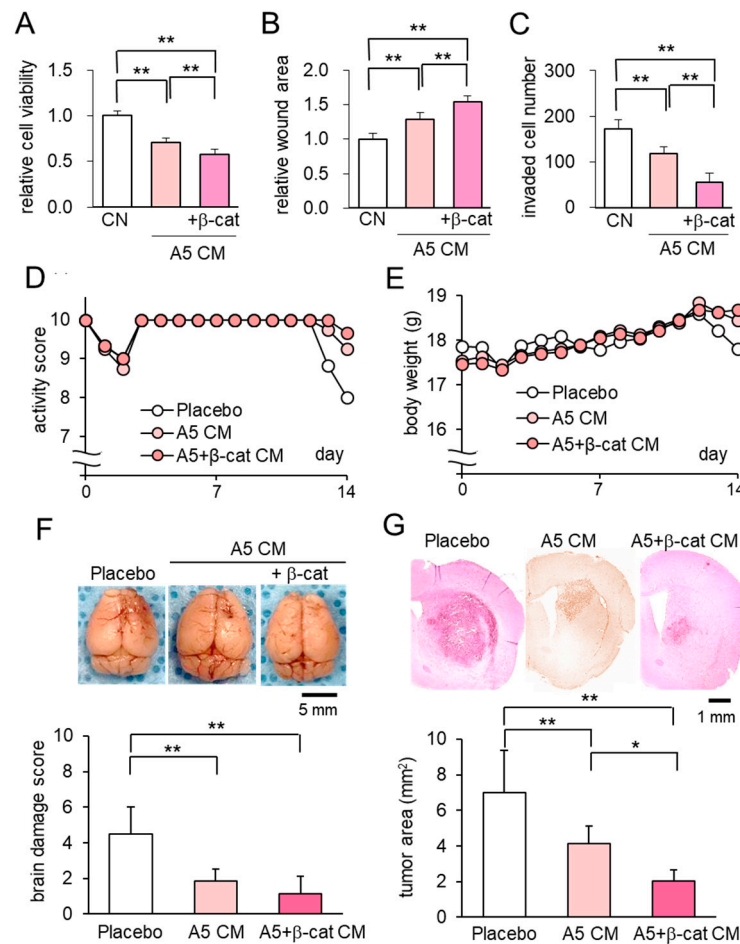 A
**
**
**
relative cell viability
1.5
1.0
0.5
0.0
CN
+β-cat
A5 CM
B
**
**
**
relative wound area
2.0
1.5
1.0
0.5
0.0
CN
+β-cat
A5 CM
C
**
**
**
invaded cell number
300
200
100
0
CN
+β-cat
A5 CM
D
activity score
10
9
8
7
Placebo
A5 CM
A5+β-cat CM
day
0
7
14
E
body weight (g)
19
18
17
16
Placebo
A5 CM
A5+β-cat CM
day
0
7
14
F
A5 CM
Placebo
+ β-cat
5 mm
brain damage score
10
8
6
4
2
0
**
**
Placebo
A5 CM
A5+β-cat CM
G
Placebo
A5 CM
A5+β-cat CM
1 mm
tumor area (mm²)
10
8
6
4
2
0
**
**
*
Placebo
A5 CM
A5+β-cat CM